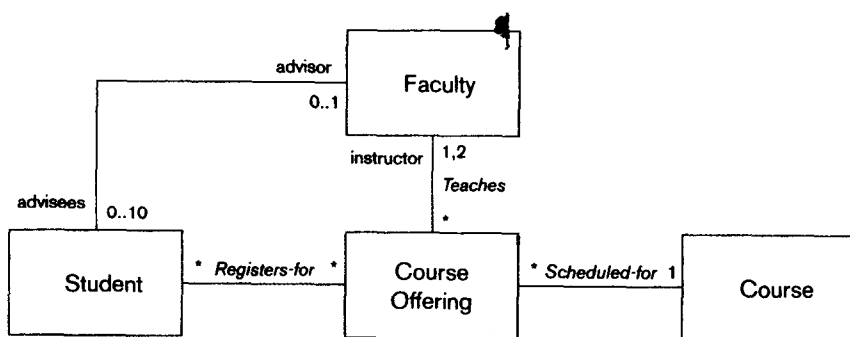 advisor
Faculty
0..1
instructor
1,2
Teaches
advisees
0..10
*
Student
* Registers-for *
Course
Offering
* Scheduled-for 1
Course